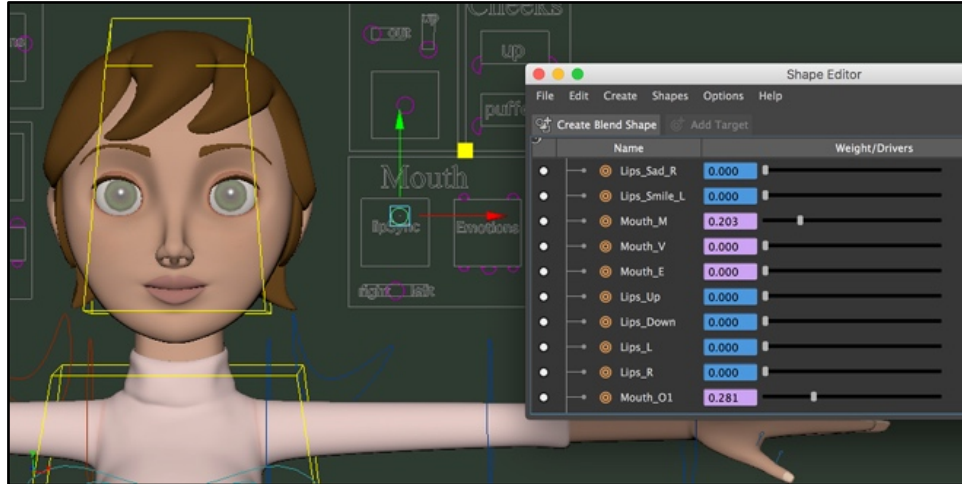 Cheeks
up
out
up
puff
Mouth
lipSync
Emotions
right
left
Shape Editor
File Edit Create Shapes Options Help
Create Blend Shape Add Target
Name Weight/Drivers
Lips_Sad_R 0.000
Lips_Smile_L 0.000
Mouth_M 0.203
Mouth_V 0.000
Mouth_E 0.000
Lips_Up 0.000
Lips_Down 0.000
Lips_L 0.000
Lips_R 0.000
Mouth_O1 0.281